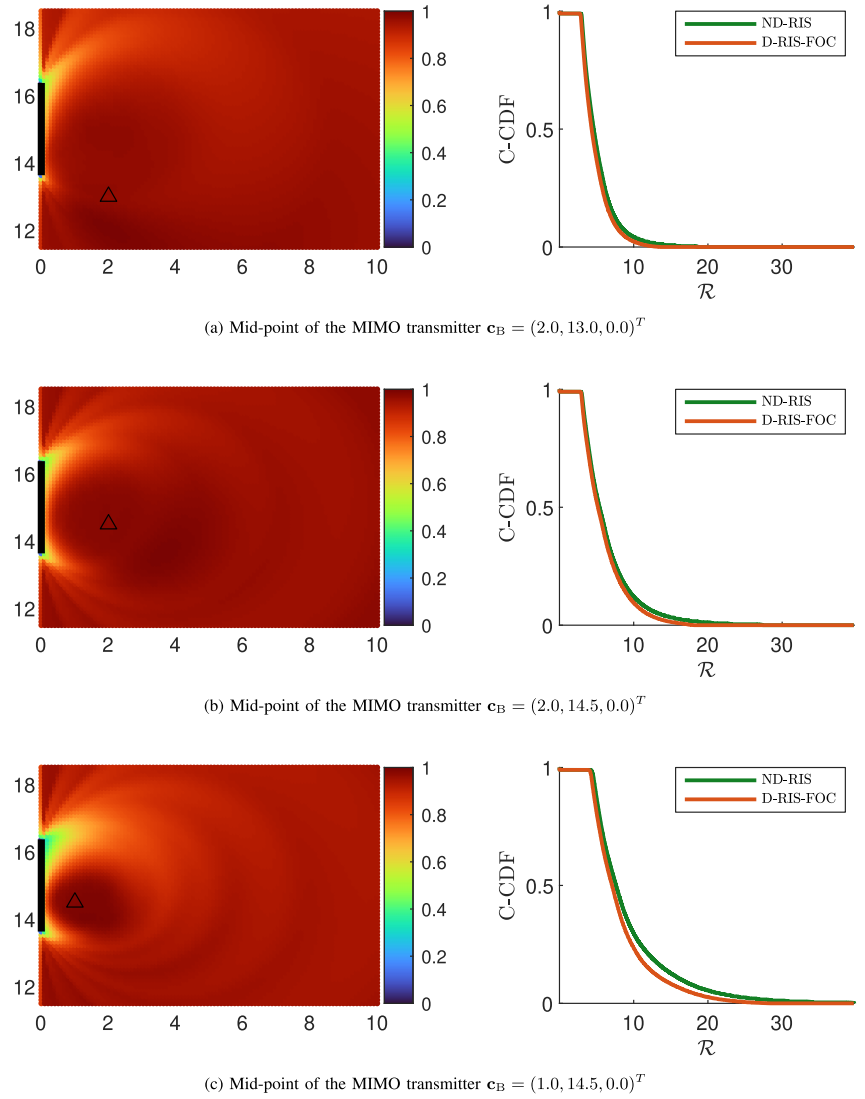 18
16
14
12
0 2 4 6 8 10
1
0.8
0.6
0.4
0.2
0
C-CDF
1
0.5
0
10 20 30
ℛ
ND-RIS
D-RIS-FOC
(a) Mid-point of the MIMO transmitter c_B = (2.0, 13.0, 0.0)^T
18
16
14
12
0 2 4 6 8 10
1
0.8
0.6
0.4
0.2
0
C-CDF
1
0.5
0
10 20 30
ℛ
ND-RIS
D-RIS-FOC
(b) Mid-point of the MIMO transmitter c_B = (2.0, 14.5, 0.0)^T
18
16
14
12
0 2 4 6 8 10
1
0.8
0.6
0.4
0.2
0
C-CDF
1
0.5
0
10 20 30
ℛ
ND-RIS
D-RIS-FOC
(c) Mid-point of the MIMO transmitter c_B = (1.0, 14.5, 0.0)^T